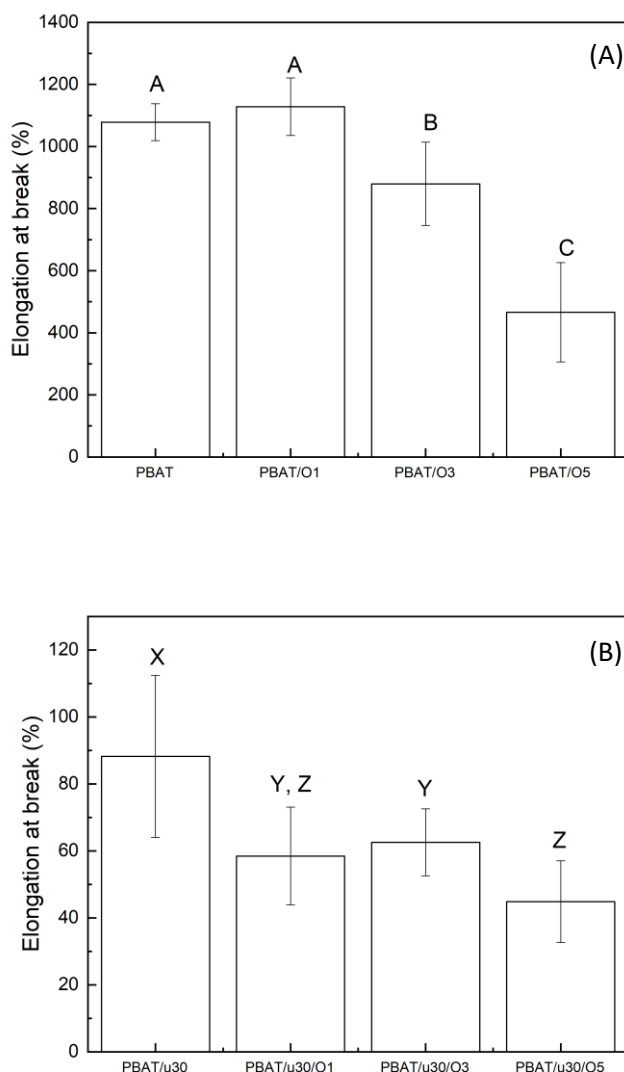 1400
(A)
A
A
1200
B
1000
800
C
600
400
200
0
Elongation at break (%)
PBAT PBAT/O1 PBAT/O3 PBAT/O5
(B)
120
X
100
80
Y, Z
Y
60
Z
40
20
0
Elongation at break (%)
PBAT/u30 PBAT/u30/O1 PBAT/u30/O3 PBAT/u30/O5